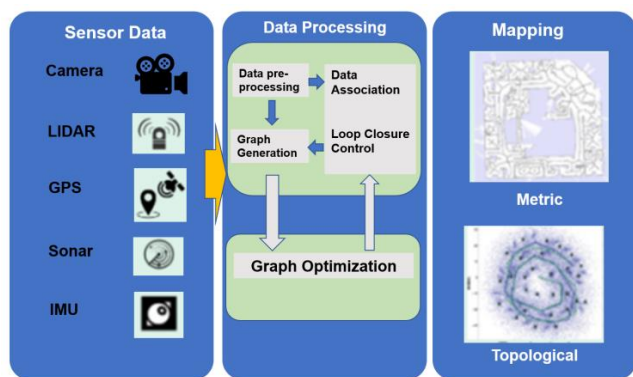 Sensor Data
Camera
LIDAR
GPS
Sonar
IMU
Data Processing
Data pre-
processing
Data
Association
Graph
Generation
Loop Closure
Control
Graph Optimization
Mapping
Metric
Topological